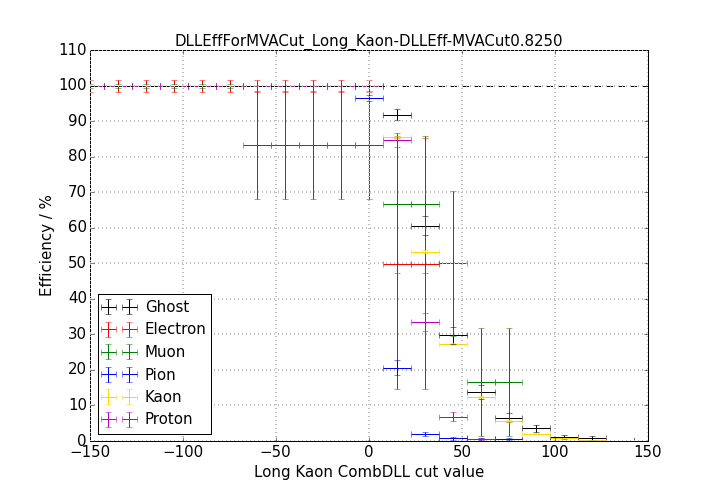 DLLEffForMVACut_Long_Kaon-DLLEff-MVACut0.8250
110
100
90
80
70
60
50
40
30
20
10
0
Efficiency / %
Ghost
Electron
Muon
Pion
Kaon
Proton
−150 −100 −50 0 50 100 150
Long Kaon CombDLL cut value